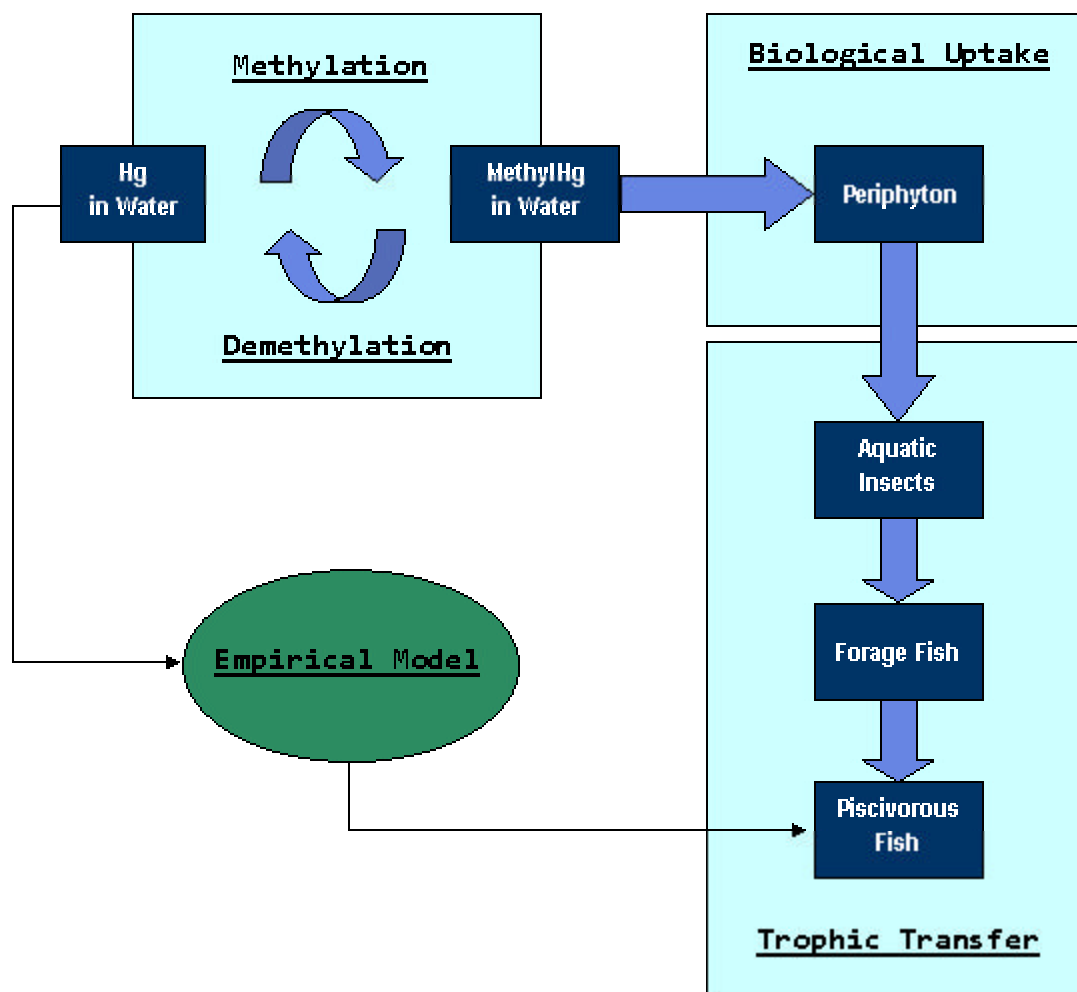 Methylation
Hg
in Water
MethylHg
in Water
Demethylation
Biological Uptake
Periphyton
Aquatic
Insects
Forage Fish
Piscivorous
Fish
Trophic Transfer
Empirical Model